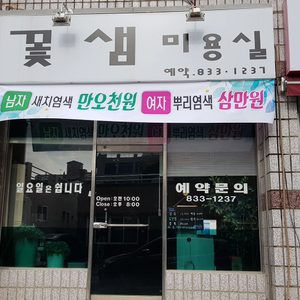 꽃샘 미용실
예약.833-1237
남자 새치염색 만오천원 여자 뿌리염색 삼만원
일요일은 쉽니다
Open:오전10:00
Close:오후 8:00
예약문의
833-1237